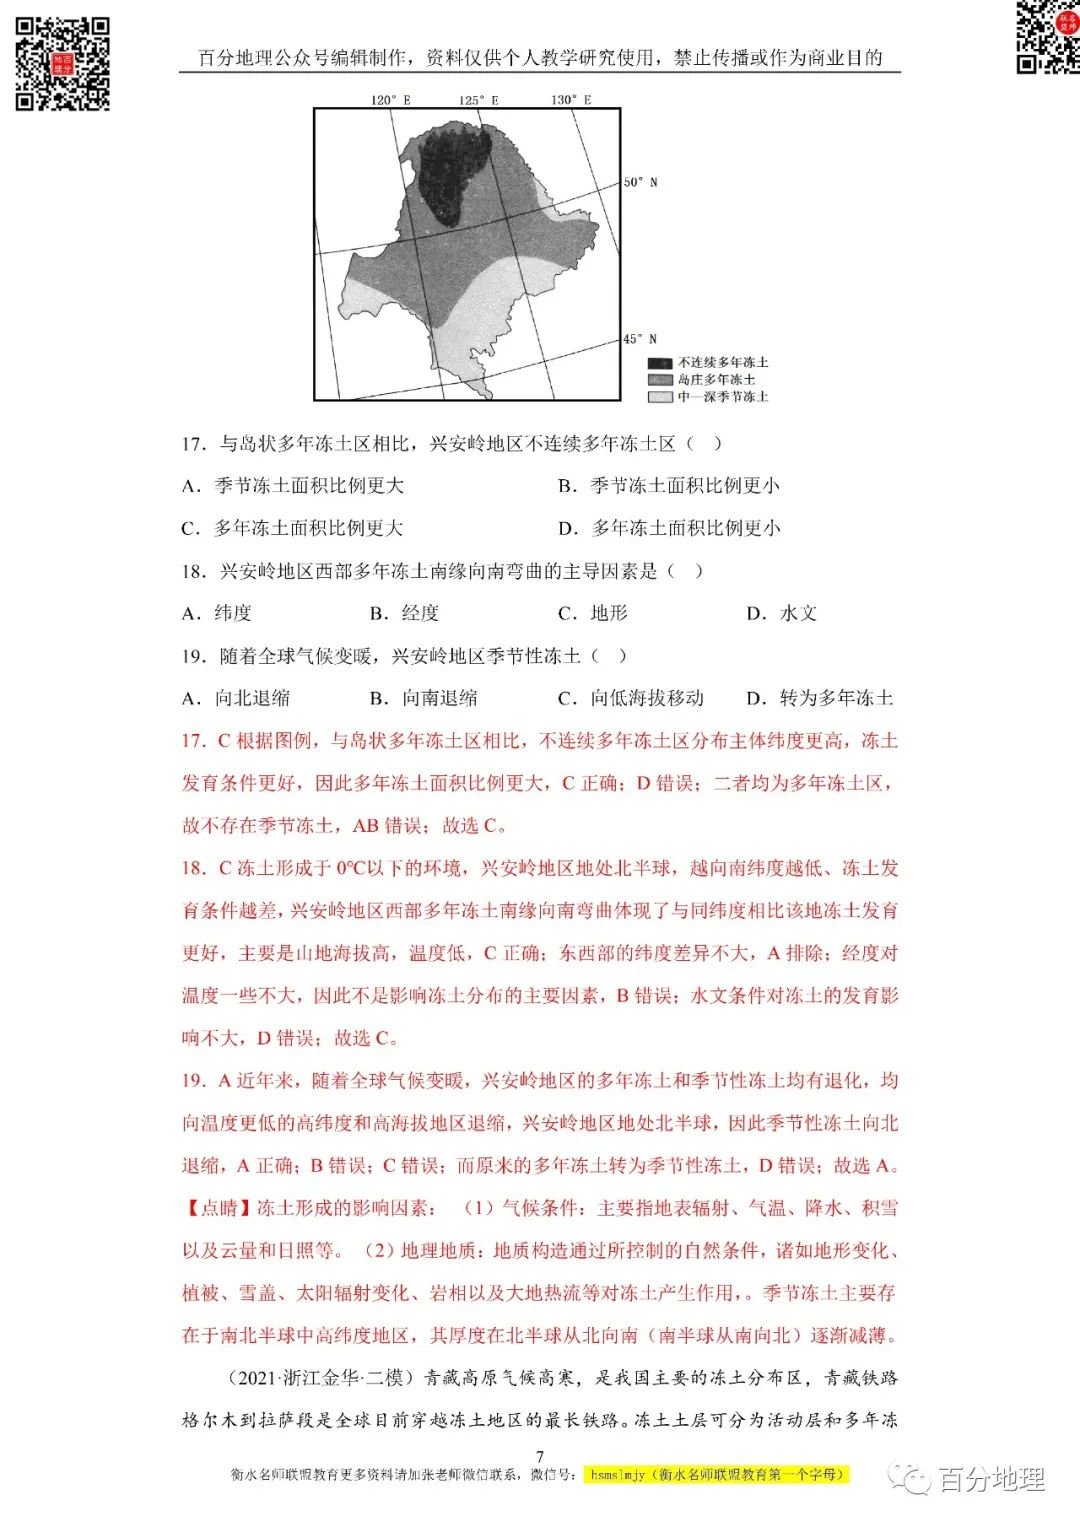 百分地理公众号编辑制作，资料仅供个人教学研究使用，禁止传播或作为商业目的
120° E 125° E 130° E
50° N
45° N
不连续多年冻土
岛庄多年冻土
中—深季节冻土
17．与岛状多年冻土区相比，兴安岭地区不连续多年冻土区（ ）
A．季节冻土面积比例更大 B．季节冻土面积比例更小
C．多年冻土面积比例更大 D．多年冻土面积比例更小
18．兴安岭地区西部多年冻土南缘向南弯曲的主导因素是（ ）
A．纬度 B．经度 C．地形 D．水文
19．随着全球气候变暖，兴安岭地区季节性冻土（ ）
A．向北退缩 B．向南退缩 C．向低海拔移动 D．转为多年冻土
17．C 根据图例，与岛状多年冻土区相比，不连续多年冻土区分布主体纬度更高，冻土
发育条件更好，因此多年冻土面积比例更大，C 正确；D 错误；二者均为多年冻土区，
故不存在季节冻土，AB 错误；故选 C。
18．C 冻土形成于 0℃以下的环境，兴安岭地区地处北半球，越向南纬度越低、冻土发
育条件越差，兴安岭地区西部多年冻土南缘向南弯曲体现了与同纬度相比该地冻土发育
更好，主要是山地海拔高，温度低，C 正确；东西部的纬度差异不大，A 排除；经度对
温度一些不大，因此不是影响冻土分布的主要因素，B 错误；水文条件对冻土的发育影
响不大，D 错误；故选 C。
19．A 近年来，随着全球气候变暖，兴安岭地区的多年冻土和季节性冻土均有退化，均
向温度更低的高纬度和高海拔地区退缩，兴安岭地区地处北半球，因此季节性冻土向北
退缩，A 正确；B 错误；C 错误；而原来的多年冻土转为季节性冻土，D 错误；故选 A。
【点睛】冻土形成的影响因素：（1）气候条件：主要指地表辐射、气温、降水、积雪
以及云量和日照等。（2）地理地质：地质构造通过所控制的自然条件，诸如地形变化、
植被、雪盖、太阳辐射变化、岩相以及大地热流等对冻土产生作用，。季节冻土主要存
在于南北半球中高纬度地区，其厚度在北半球从北向南（南半球从南向北）逐渐减薄。
（2021·浙江金华·二模）青藏高原气候高寒，是我国主要的冻土分布区，青藏铁路
格尔木到拉萨段是全球目前穿越冻土地区的最长铁路。冻土土层可分为活动层和多年冻
7
衡水名师联盟教育更多资料请加张老师微信联系，微信号：hsmslmjy（衡水名师联盟教育第一个字母）
百分地理